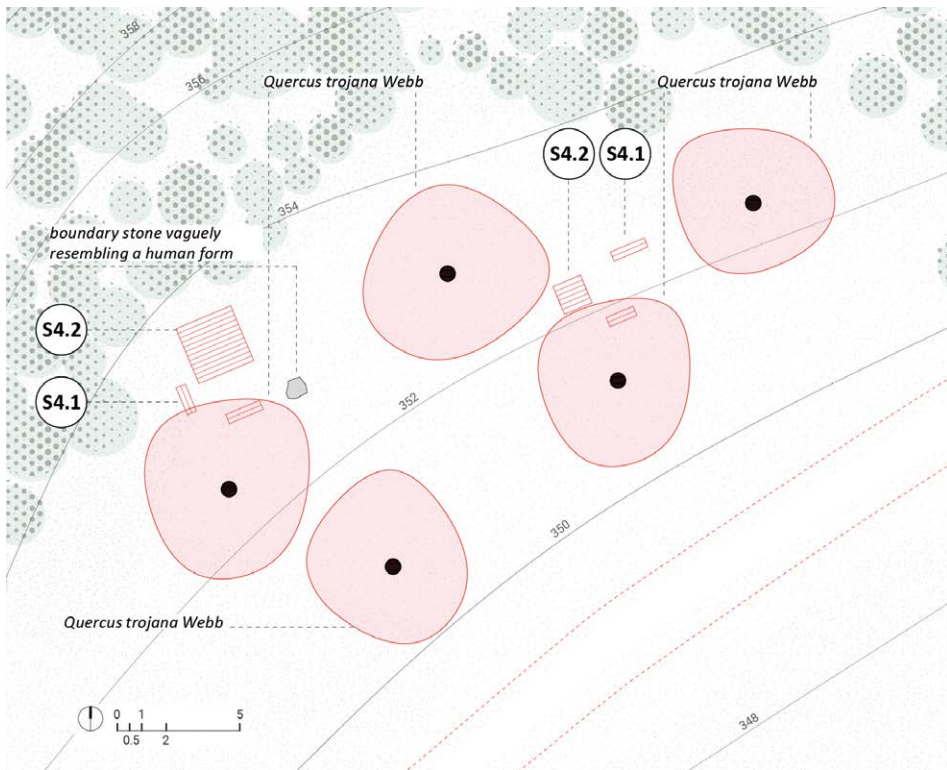 358
356
Quercus trojana Webb
Quercus trojana Webb
S4.2
S4.1
354
boundary stone vaguely
resembling a human form
S4.2
S4.1
352
350
Quercus trojana Webb
0 1 5
0.5 2
348